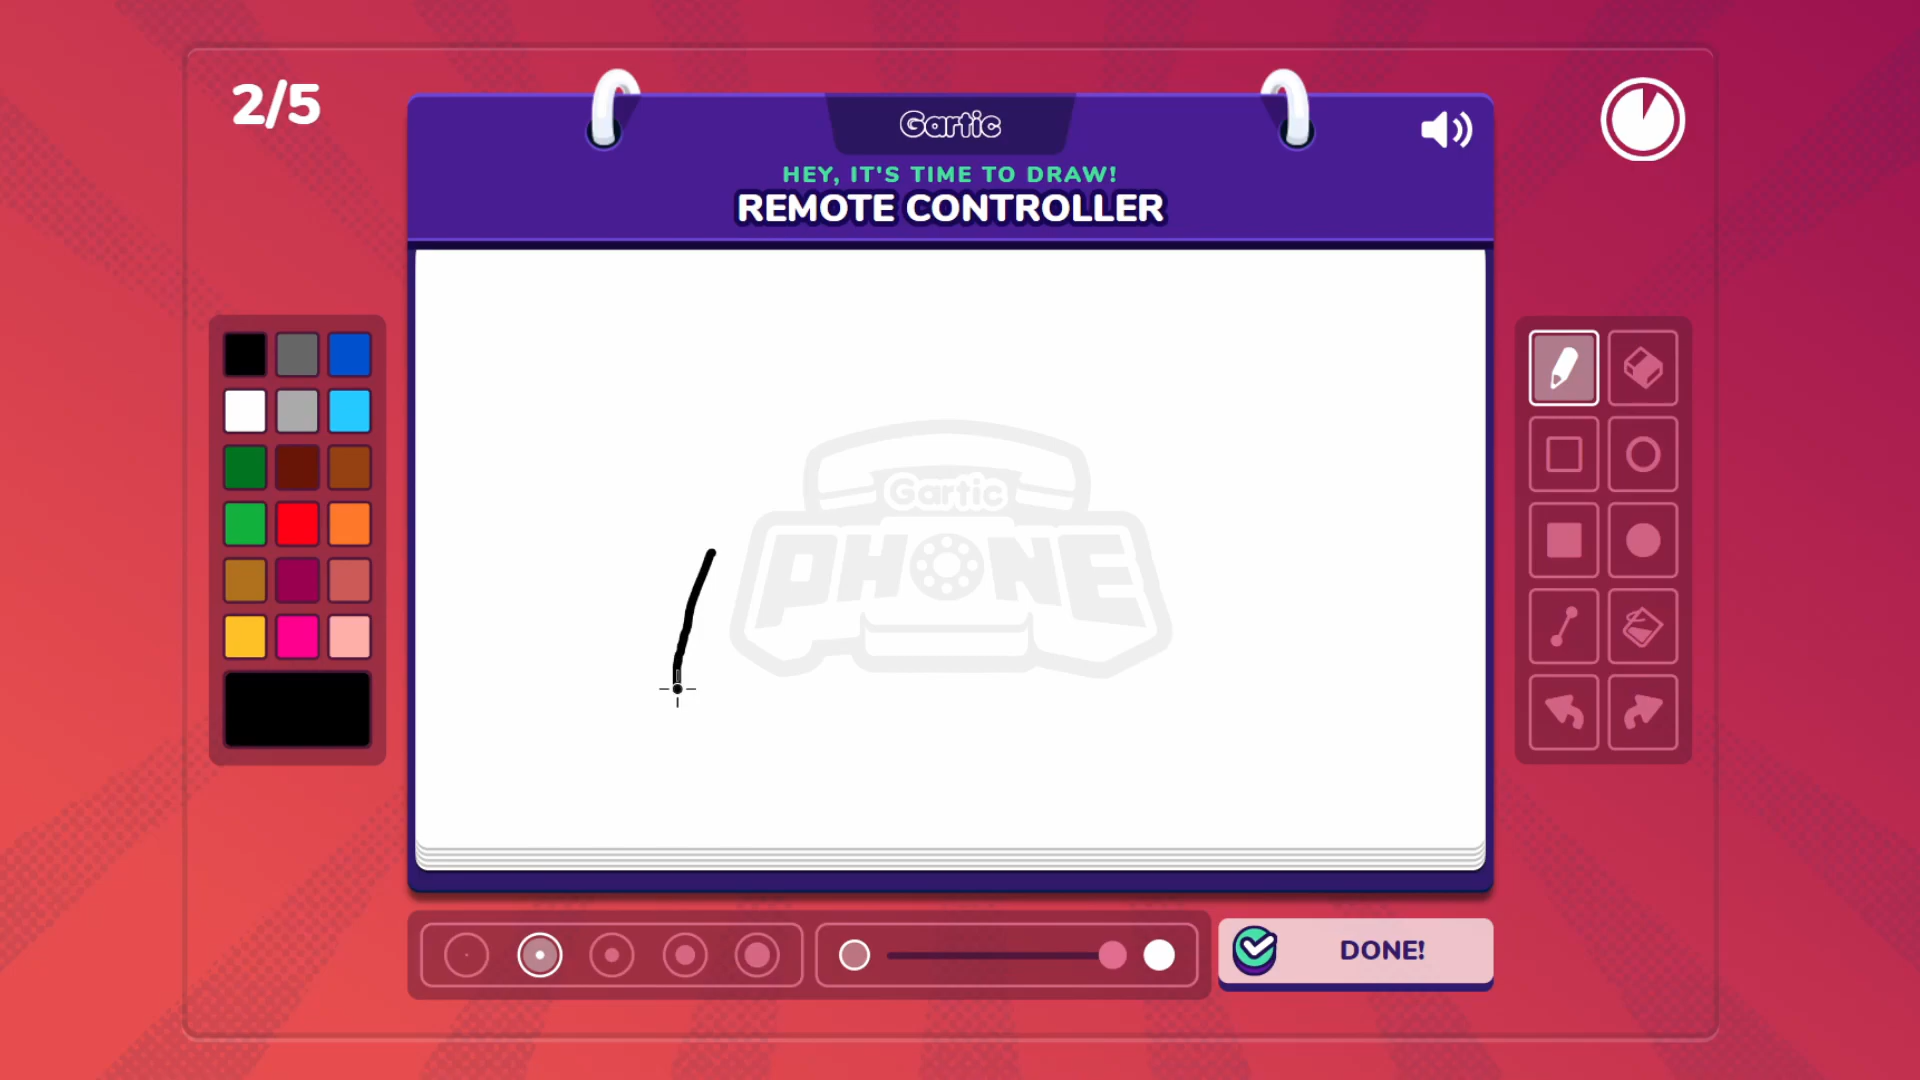 2/5
Gartic
HEY, IT'S TIME TO DRAW!
REMOTE CONTROLLER
Gartic
PHONE
DONE!